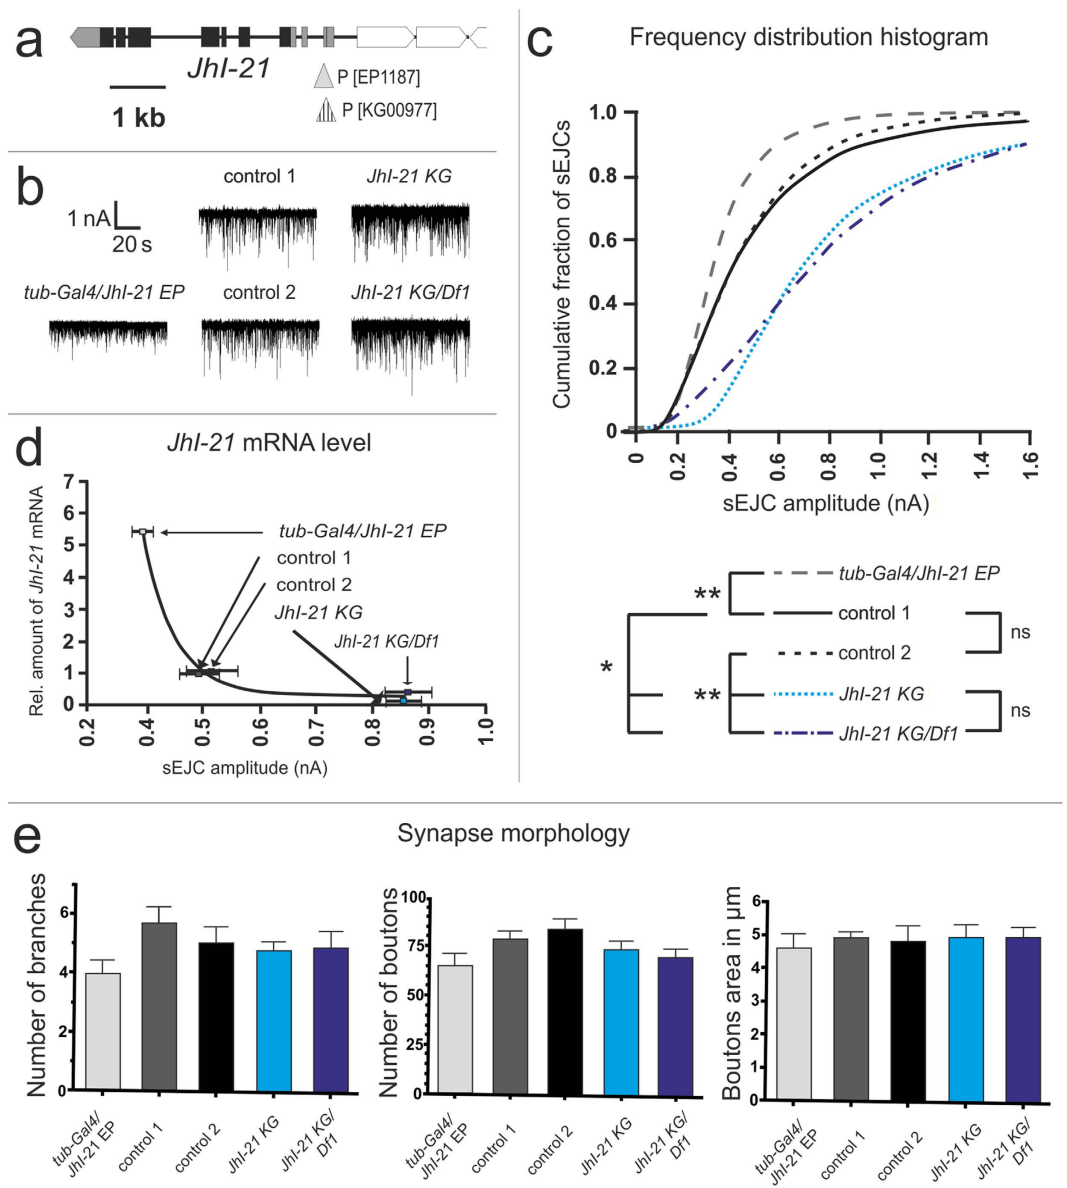 a
JhI-21
1 kb
P [EP1187]
P [KG00977]
b
control 1
JhI-21 KG
1 nA
20 s
tub-Gal4/JhI-21 EP
control 2
JhI-21 KG/Df1
c
Frequency distribution histogram
Cumulative fraction of sEJCs
1.0
0.8
0.6
0.4
0.2
0
0 0.2 0.4 0.6 0.8 1.0 1.2 1.4 1.6
sEJC amplitude (nA)
** tub-Gal4/JhI-21 EP
control 1
ns
control 2
*
** JhI-21 KG
ns
JhI-21 KG/Df1
d
JhI-21 mRNA level
Rel. amount of JhI-21 mRNA
7
6
5
4
3
2
1
0
tub-Gal4/JhI-21 EP
control 1
control 2
JhI-21 KG
JhI-21 KG/Df1
0.2 0.4 0.5 0.6 0.7 0.8 0.9 1.0
sEJC amplitude (nA)
e
Synapse morphology
Number of branches
6
4
2
0
tub-Gal4/
JhI-21 EP
control 1
control 2
JhI-21 KG
JhI-21 KG/
Df1
Number of boutons
100
75
50
25
0
tub-Gal4/
JhI-21 EP
control 1
control 2
JhI-21 KG
JhI-21 KG/
Df1
Boutons area in µm
6
5
4
3
2
1
0
tub-Gal4/
JhI-21 EP
control 1
control 2
JhI-21 KG
JhI-21 KG/
Df1